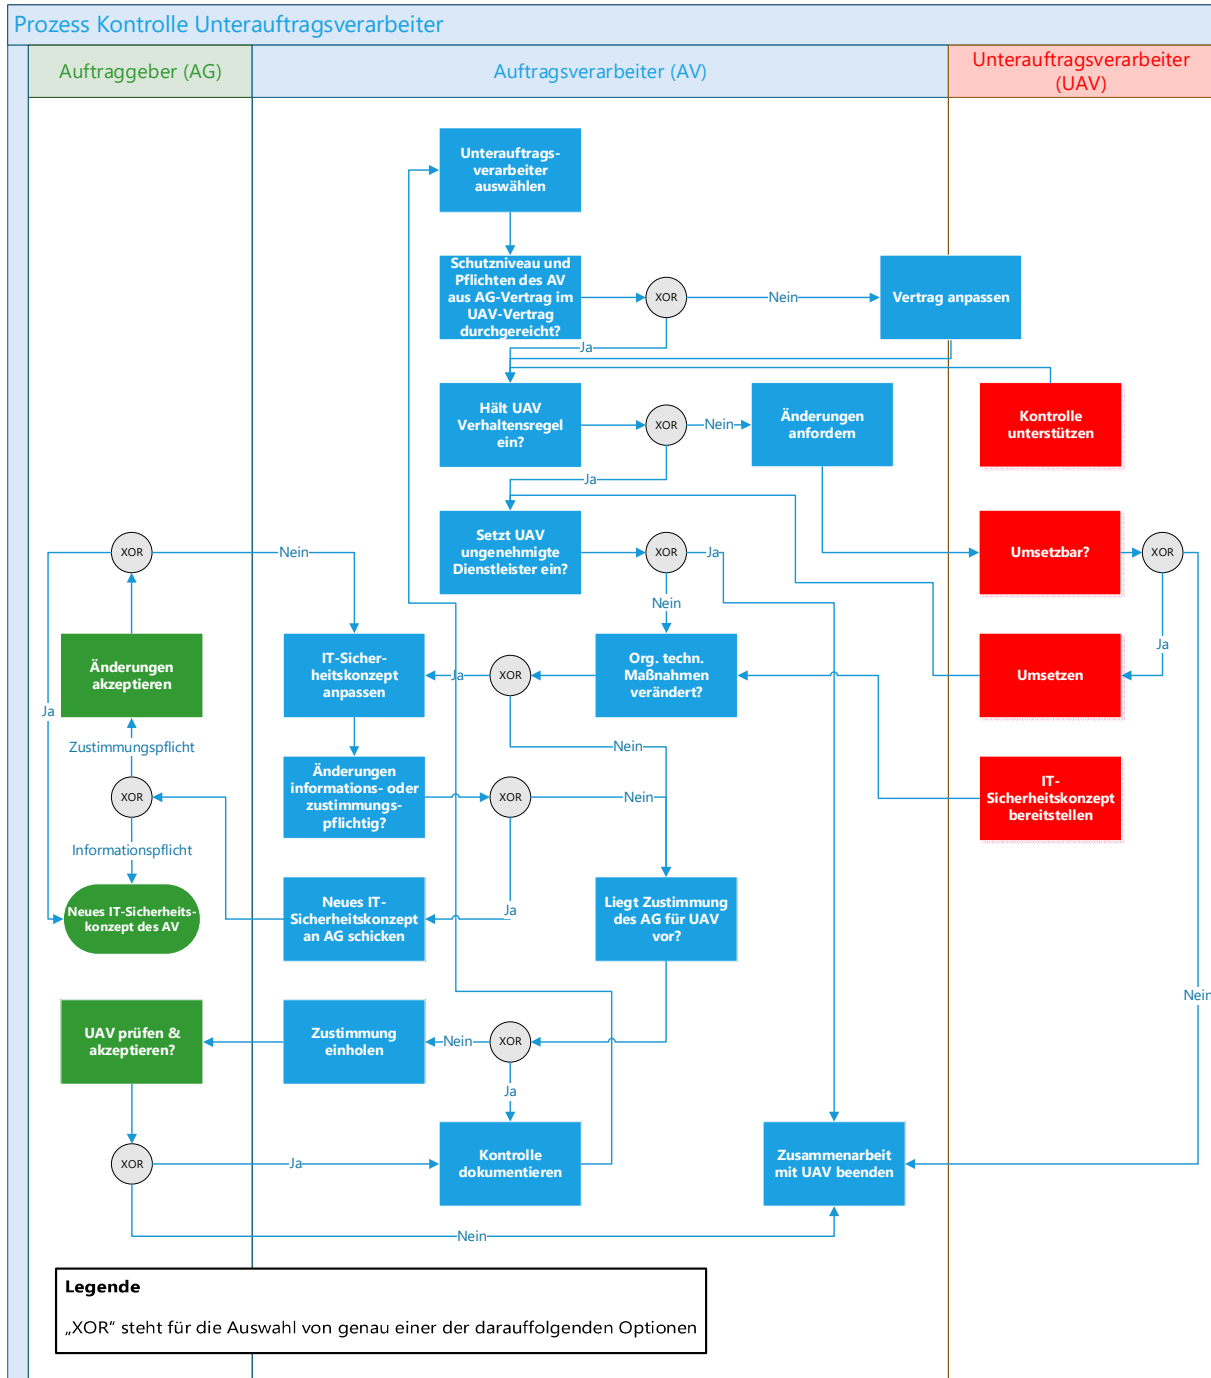 Prozess Kontrolle Unterauftragsverarbeiter
Auftraggeber (AG)
Auftragsverarbeiter (AV)
Unterauftragsverarbeiter
(UAV)
Unterauftrags-
verarbeiter
auswählen
Schutzniveau und
Pflichten des AV
aus AG-Vertrag im
UAV-Vertrag
durchgereicht?
XOR
Nein
Vertrag anpassen
Ja
Hält UAV
Verhaltensregel
ein?
XOR
Nein
Änderungen
anfordern
Kontrolle
unterstützen
Ja
XOR
Nein
Setzt UAV
ungenehmigte
Dienstleister ein?
XOR
Ja
Umsetzbar?
XOR
Nein
Ja
Änderungen
akzeptieren
IT-Sicher-
heitskonzept
anpassen
Ja
XOR
Org. techn.
Maßnahmen
verändert?
Umsetzen
Ja
Zustimmungspflicht
Nein
XOR
Änderungen
informations- oder
zustimmungs-
pflichtig?
XOR
Nein
IT-
Sicherheitskonzept
bereitstellen
Informationspflicht
Neues IT-Sicherheits-
konzept des AV
Neues IT-
Sicherheitskonzept
an AG schicken
Ja
Liegt Zustimmung
des AG für UAV
vor?
Nein
UAV prüfen &
akzeptieren?
Zustimmung
einholen
Nein
XOR
Ja
XOR
Ja
Kontrolle
dokumentieren
Zusammenarbeit
mit UAV beenden
Nein
Legende
„XOR“ steht für die Auswahl von genau einer der darauffolgenden Optionen